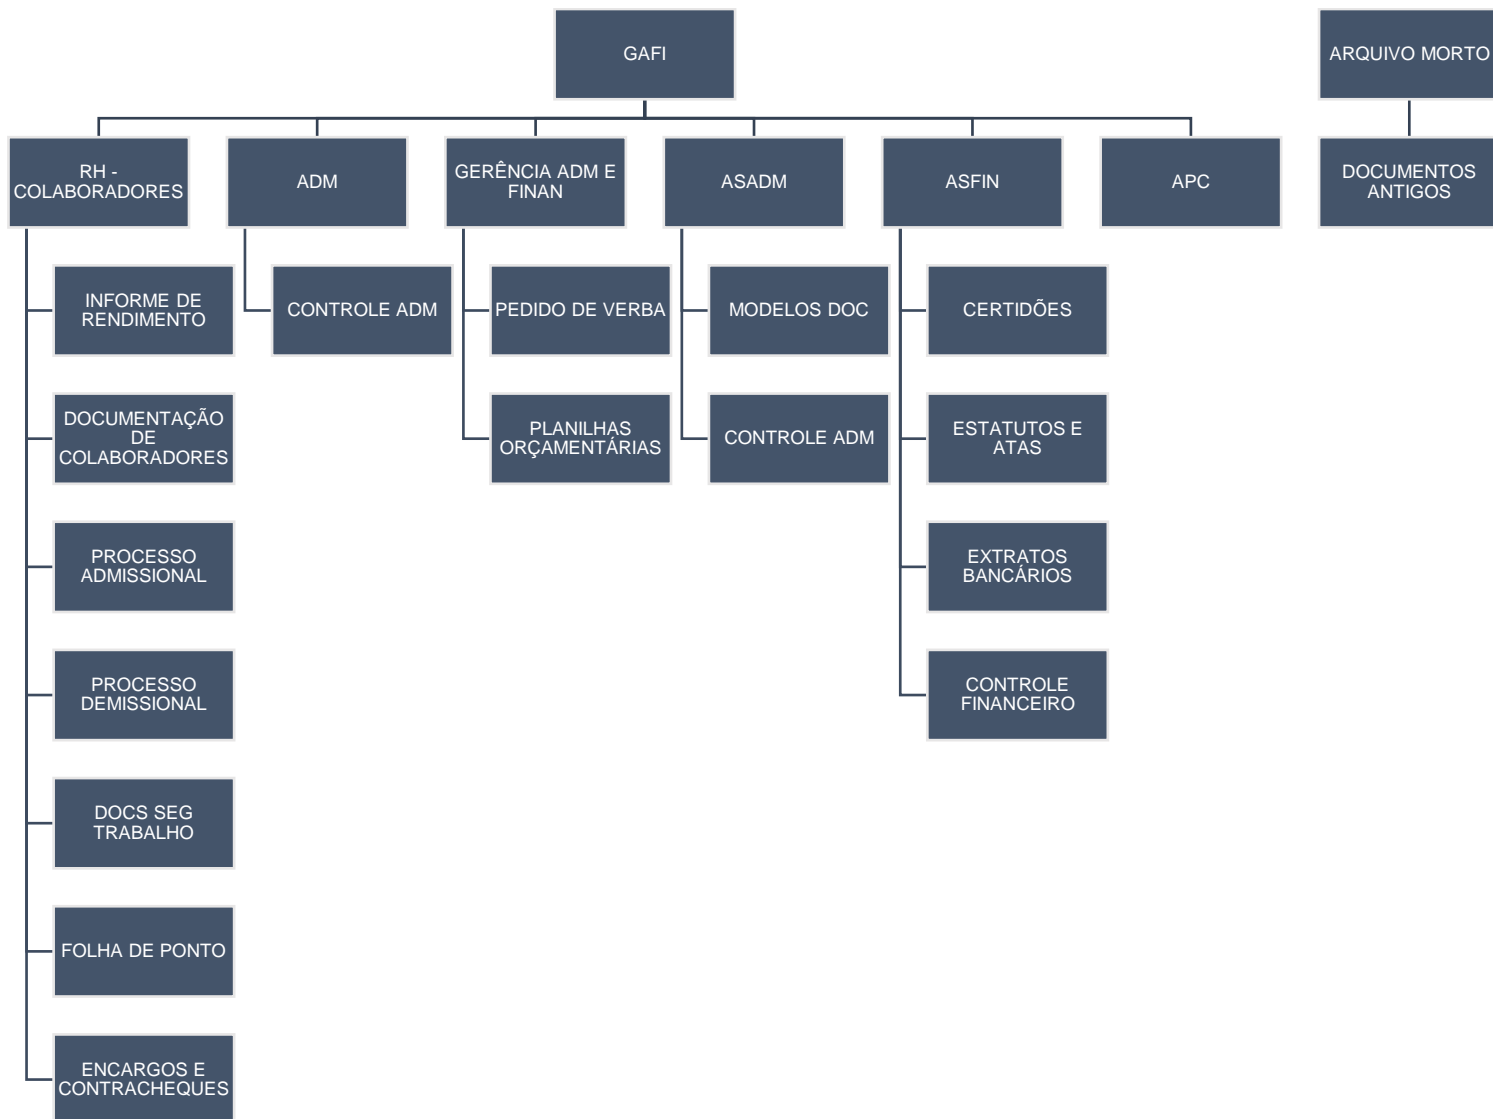 GAFI
ARQUIVO MORTO
RH -
COLABORADORES
ADM
GERÊNCIA ADM E
FINAN
ASADM
ASFIN
APC
DOCUMENTOS
ANTIGOS
INFORME DE
RENDIMENTO
CONTROLE ADM
PEDIDO DE VERBA
MODELOS DOC
CERTIDÕES
DOCUMENTAÇÃO
DE
COLABORADORES
PLANILHAS
ORÇAMENTÁRIAS
CONTROLE ADM
ESTATUTOS E
ATAS
PROCESSO
ADMISSIONAL
EXTRATOS
BANCÁRIOS
PROCESSO
DEMISSIONAL
CONTROLE
FINANCEIRO
DOCS SEG
TRABALHO
FOLHA DE PONTO
ENCARGOS E
CONTRACHEQUES